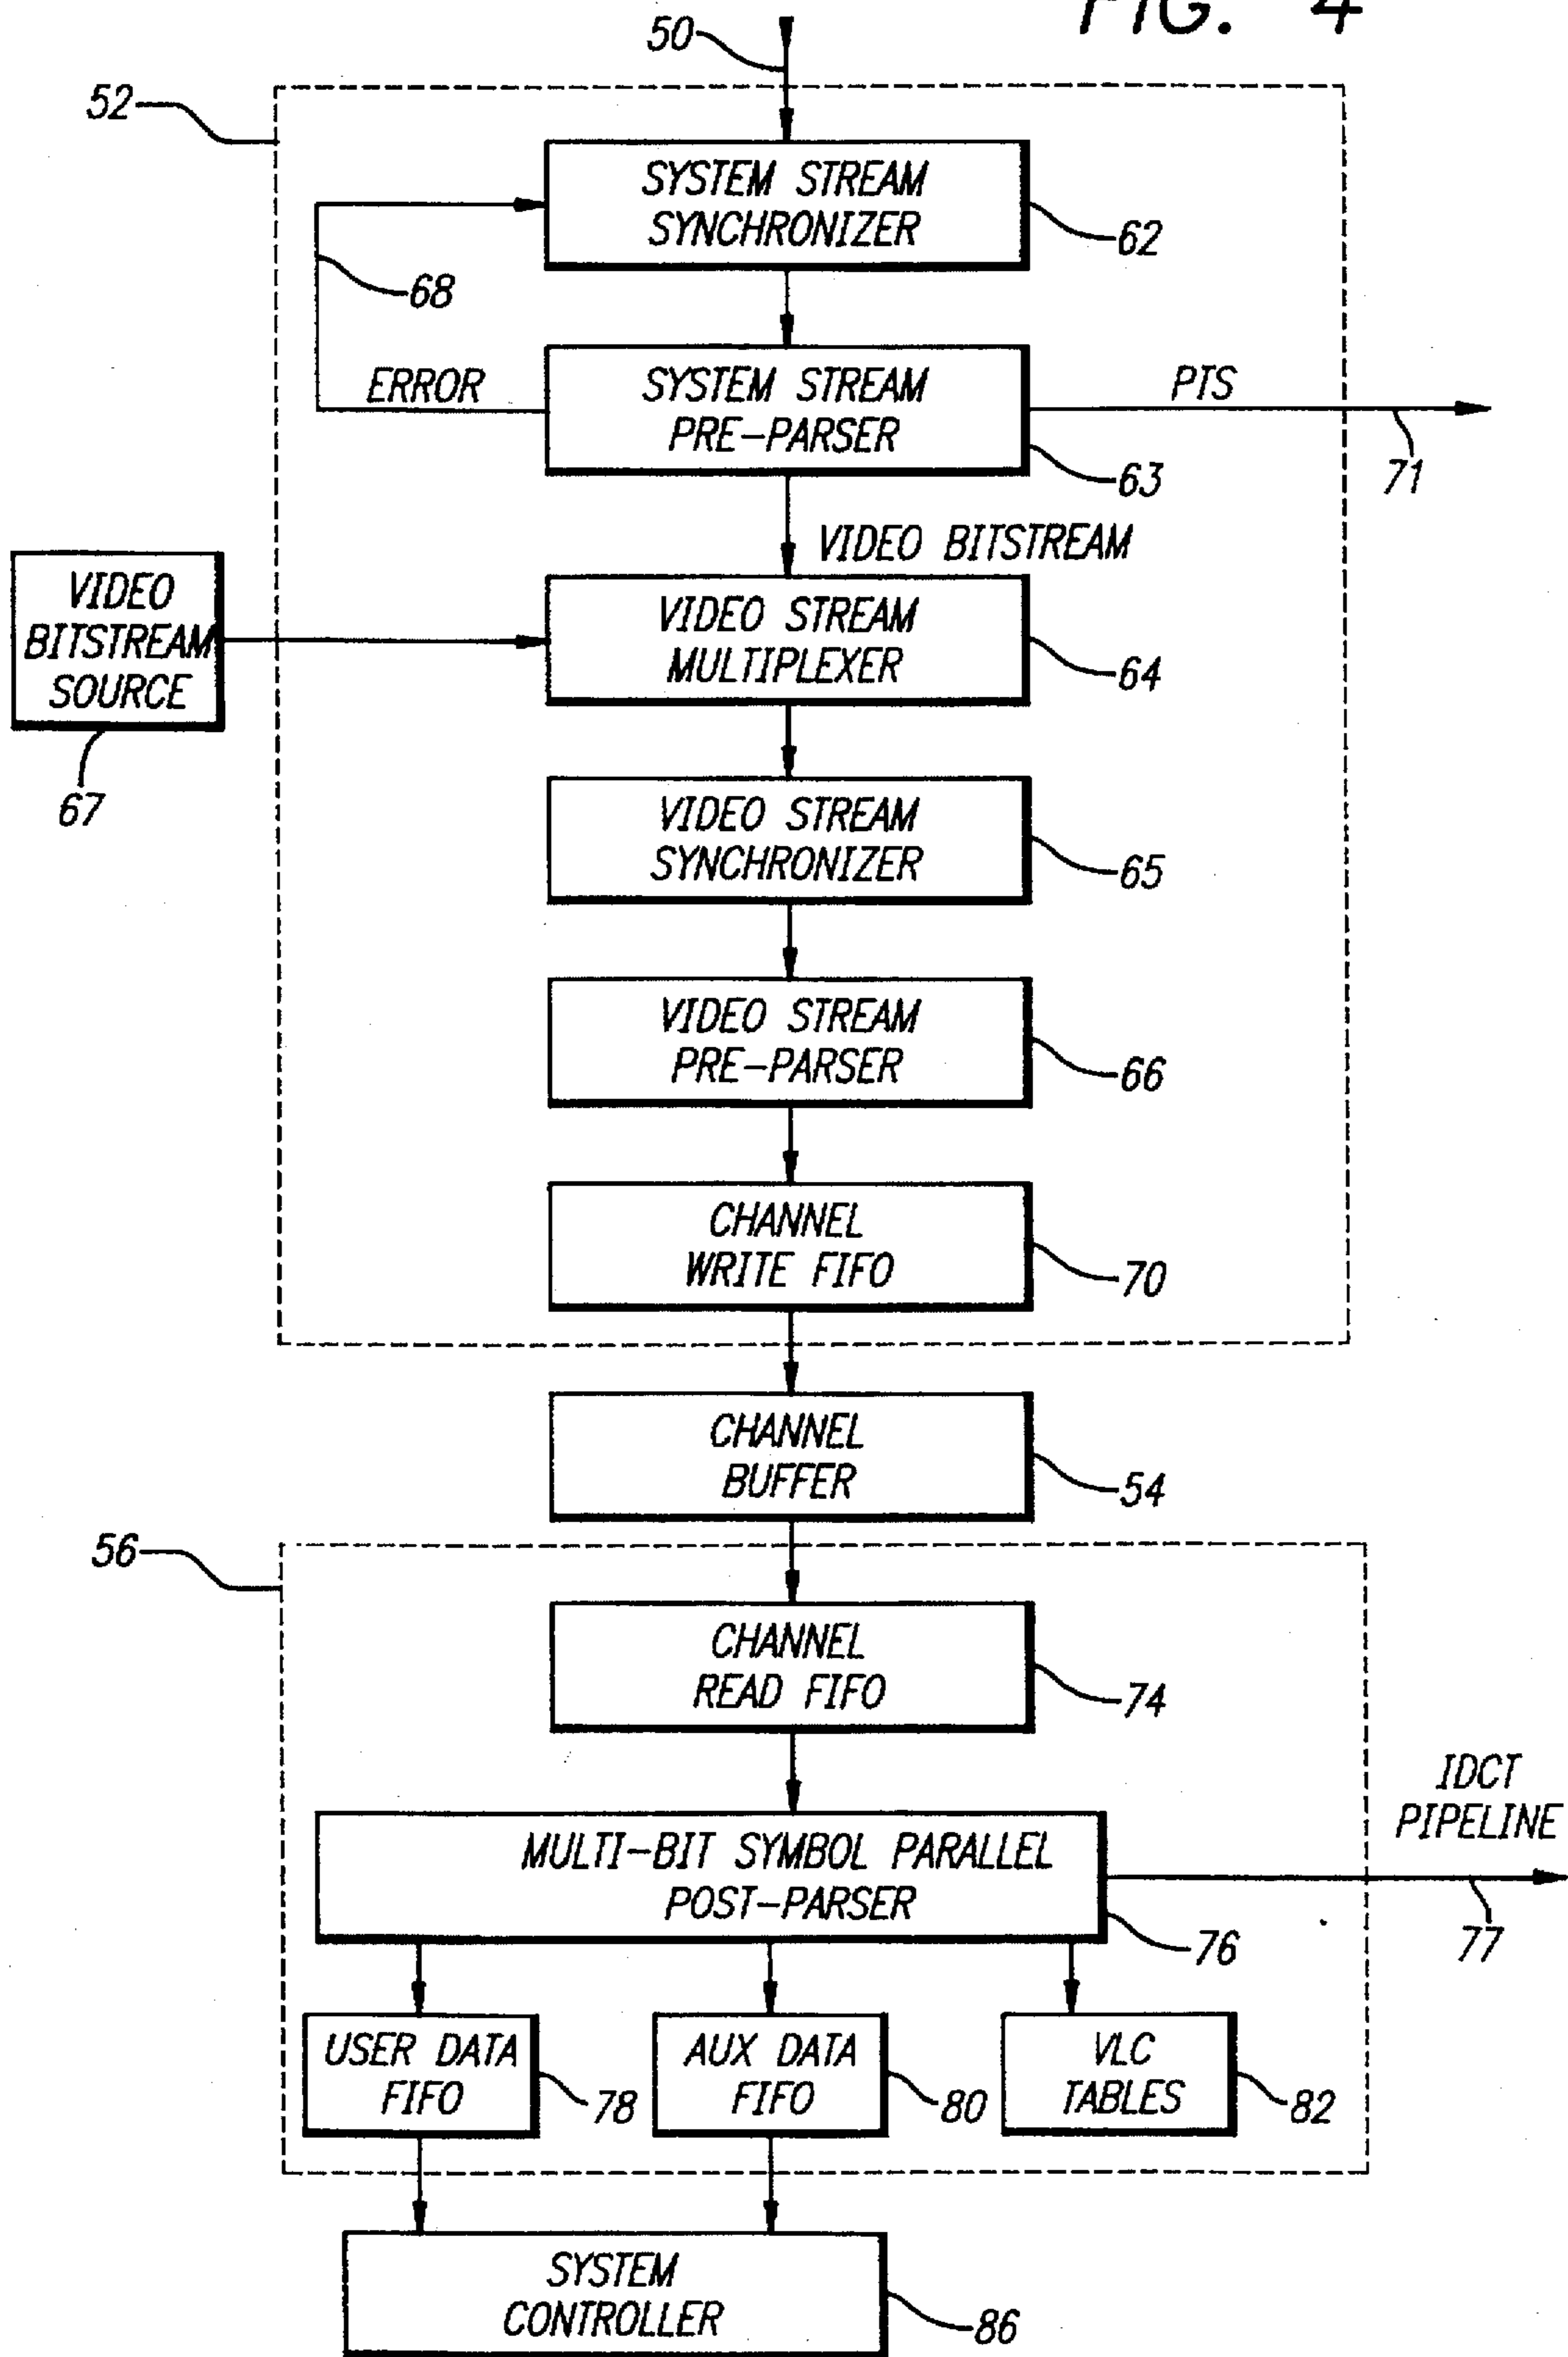 FIG. 4
50
52
SYSTEM STREAM
SYNCHRONIZER
62
68
ERROR
SYSTEM STREAM
PRE-PARSER
63
PTS
71
VIDEO BITSTREAM
VIDEO
BITSTREAM
SOURCE
67
VIDEO STREAM
MULTIPLEXER
64
VIDEO STREAM
SYNCHRONIZER
65
VIDEO STREAM
PRE-PARSER
66
CHANNEL
WRITE FIFO
70
CHANNEL
BUFFER
54
56
CHANNEL
READ FIFO
74
IDCT
PIPELINE
77
MULTI-BIT SYMBOL PARALLEL
POST-PARSER
76
USER DATA
FIFO
78
AUX DATA
FIFO
80
VLC
TABLES
82
SYSTEM
CONTROLLER
86